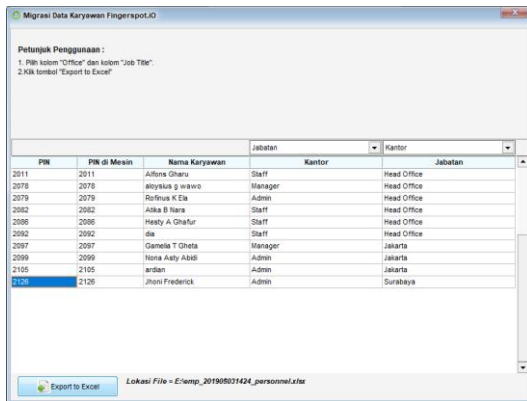 Migrasi Data Karyawan Fingerspot.iO
Petunjuk Penggunaan :
1. Pilih kolom "Office" dan kolom "Job Title".
2.Klik tombol "Export to Excel"
Jabatan Kantor
PIN PIN di Mesin Nama Karyawan Kantor Jabatan
2011 2011 Alfons Gharu Staff Head Office
2078 2078 aloysius g wawo Manager Head Office
2079 2079 Rofinus K Ela Admin Head Office
2082 2082 Atika B Nara Staff Head Office
2086 2086 Hesty A Ghafur Staff Head Office
2092 2092 dia Staff Head Office
2097 2097 Gamelia T Gheta Manager Jakarta
2099 2099 Nona Asty Abidi Admin Jakarta
2105 2105 ardian Admin Jakarta
2126 2126 Jhoni Frederick Admin Surabaya
Export to Excel Lokasi File = E:\emp_201905031424_personnel.xlsx